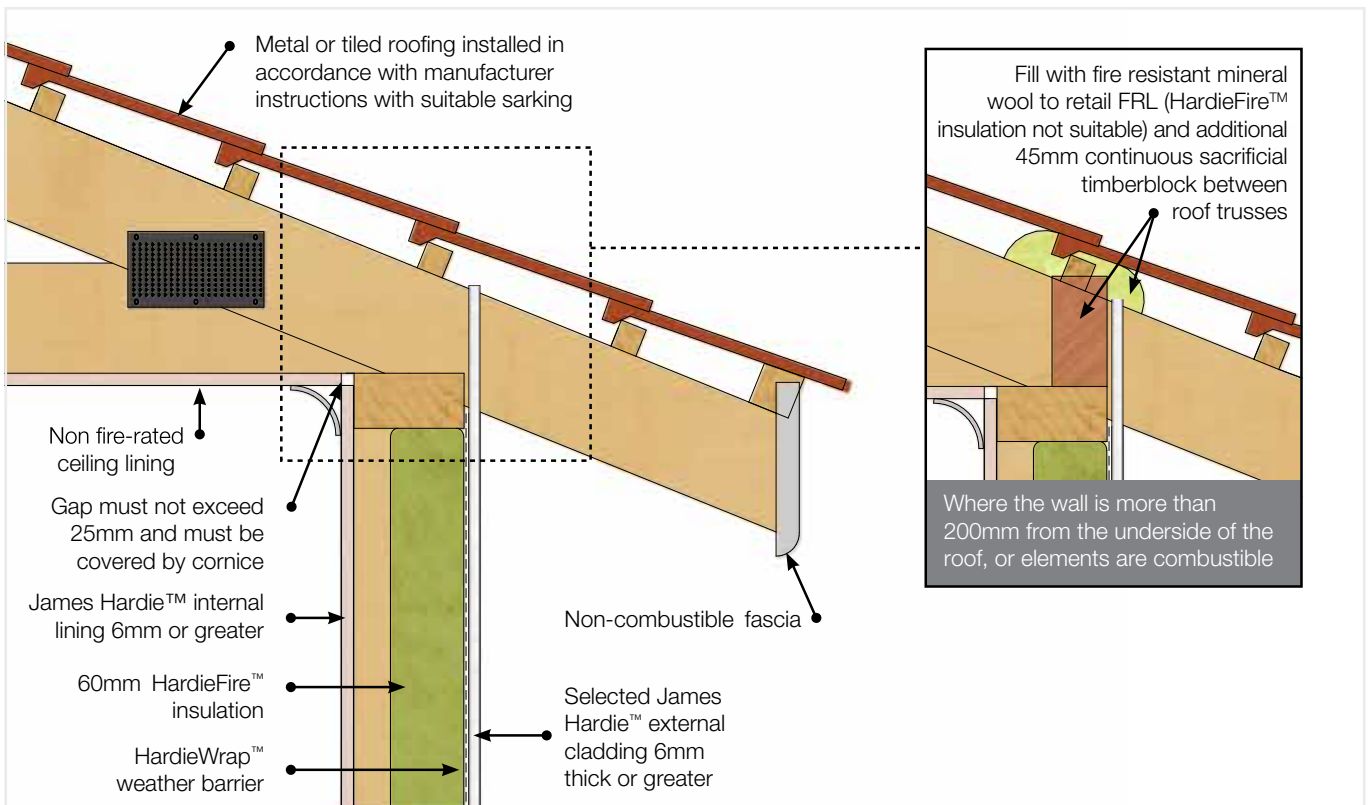 Metal or tiled roofing installed in
accordance with manufacturer
instructions with suitable sarking
Fill with fire resistant mineral
wool to retail FRL (HardieFire™
insulation not suitable) and additional
45mm continuous sacrificial
timberblock between
roof trusses
Where the wall is more than
200mm from the underside of the
roof, or elements are combustible
Non fire-rated
ceiling lining
Gap must not exceed
25mm and must be
covered by cornice
James Hardie™ internal
lining 6mm or greater
60mm HardieFire™
insulation
HardieWrap™
weather barrier
Non-combustible fascia
Selected James
Hardie™ external
cladding 6mm
thick or greater